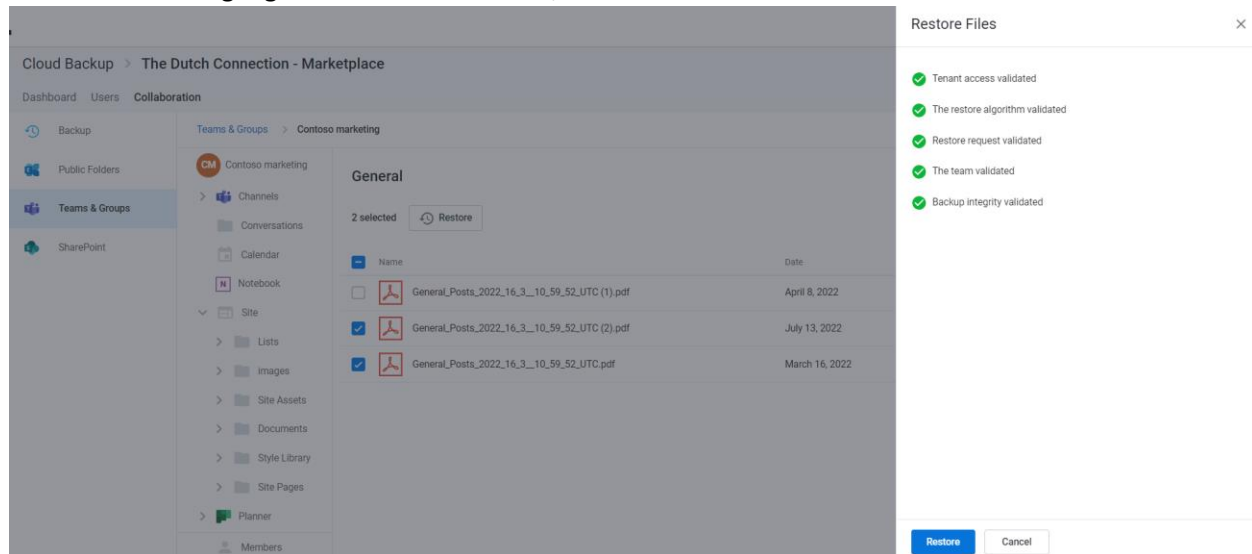 Cloud Backup > The Dutch Connection - Marketplace
Dashboard Users Collaboration
Backup
Public Folders
Teams & Groups
SharePoint
Teams & Groups > Contoso marketing
CM Contoso marketing
Channels
Conversations
Calendar
N Notebook
Site
Lists
images
Site Assets
Documents
Style Library
Site Pages
Planner
Members
General
2 selected Restore
Name Date
General_Posts_2022_16_3__10_59_52_UTC (1).pdf April 8, 2022
General_Posts_2022_16_3__10_59_52_UTC (2).pdf July 13, 2022
General_Posts_2022_16_3__10_59_52_UTC.pdf March 16, 2022
Restore Files
Tenant access validated
The restore algorithm validated
Restore request validated
The team validated
Backup integrity validated
Restore Cancel